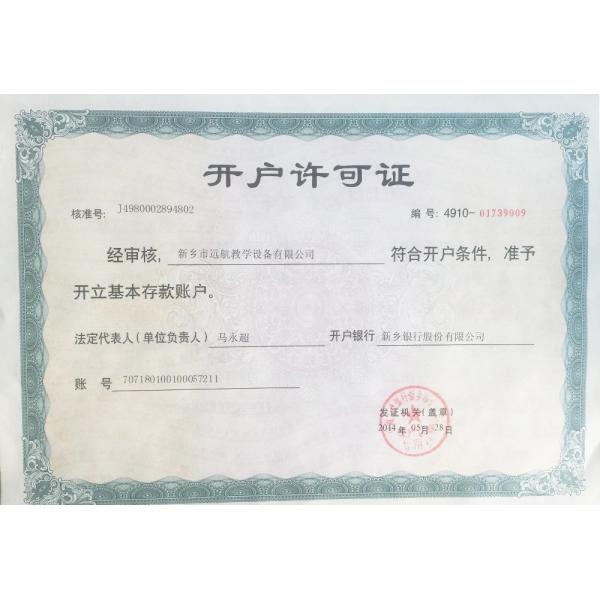 开户许可证
核准号: J4980002894802 编号: 4910-01739009
经审核, 新乡市远航教学设备有限公司 符合开户条件, 准予
开立基本存款账户。
法定代表人(单位负责人) 马永超 开户银行 新乡银行股份有限公司
账号 707180100100057211
发证机关(盖章)
2014年05月28日